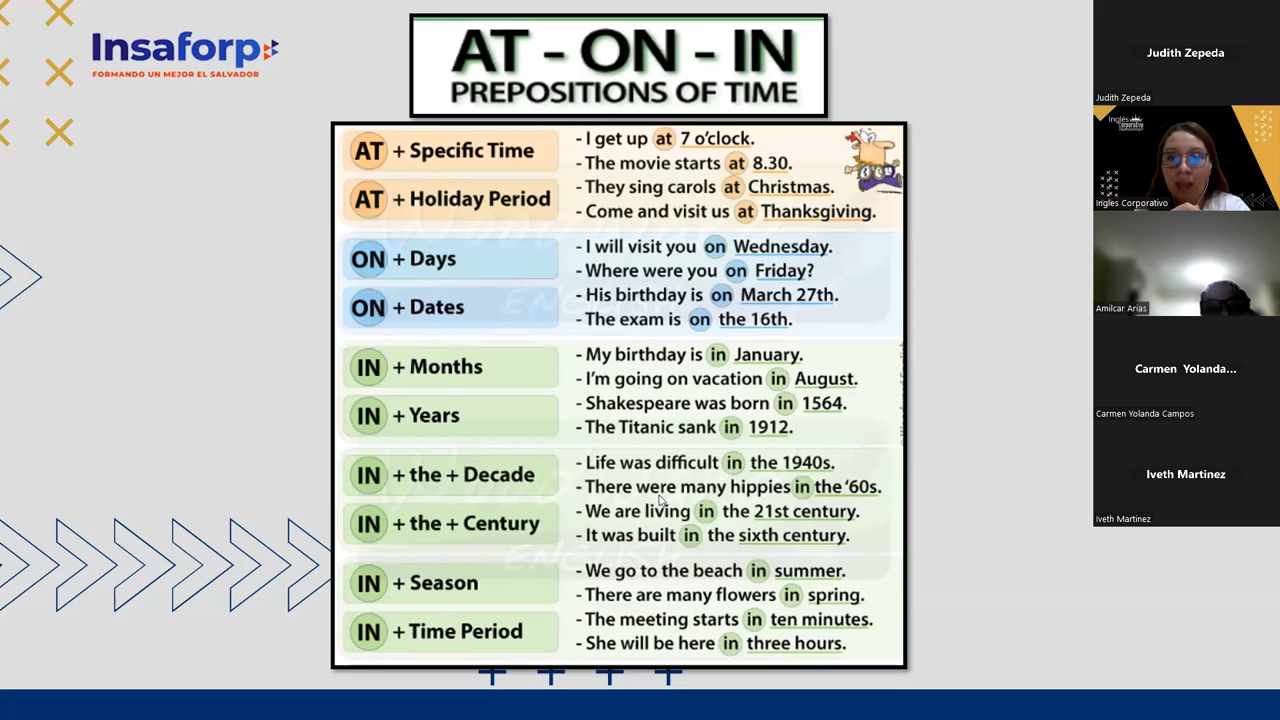 Insaforp
FORMANDO UN MEJOR EL SALVADOR
AT - ON - IN
PREPOSITIONS OF TIME
AT + Specific Time
- I get up at 7 o'clock.
- The movie starts at 8.30.
AT + Holiday Period
- They sing carols at Christmas.
- Come and visit us at Thanksgiving.
ON + Days
- I will visit you on Wednesday.
- Where were you on Friday?
ON + Dates
- His birthday is on March 27th.
- The exam is on the 16th.
IN + Months
- My birthday is in January.
- I'm going on vacation in August.
IN + Years
- Shakespeare was born in 1564.
- The Titanic sank in 1912.
IN + the + Decade
- Life was difficult in the 1940s.
- There were many hippies in the '60s.
IN + the + Century
- We are living in the 21st century.
- It was built in the sixth century.
IN + Season
- We go to the beach in summer.
- There are many flowers in spring.
IN + Time Period
- The meeting starts in ten minutes.
- She will be here in three hours.
ENGLISH
ENGLISH
Judith Zepeda
Judith Zepeda
Inglés
Corporativo
Ingles Corporativo
Amilcar Arias
Carmen Yolanda...
Carmen Yolanda Campos
Iveth Martinez
Iveth Martinez